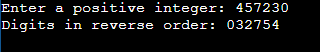 Enter a positive integer: 457230
Digits in reverse order: 032754